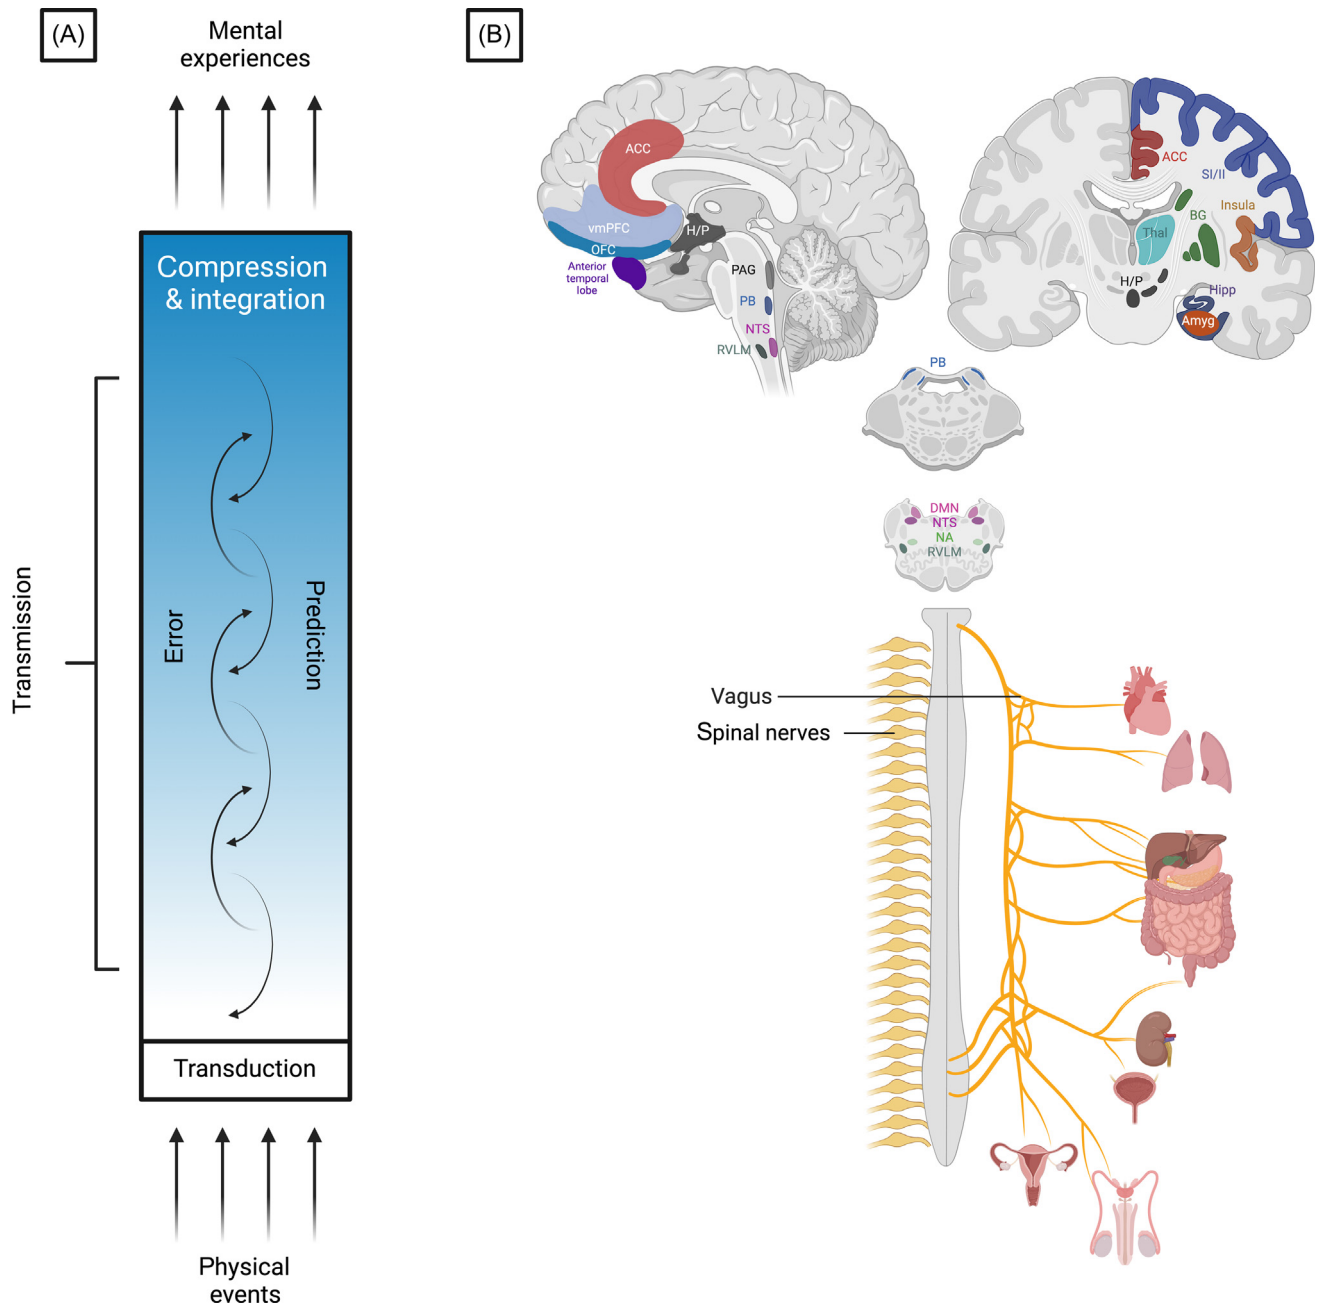 (A)
Mental
experiences
Compression
& integration
Transmission
Error
Prediction
Transduction
Physical
events
(B)
ACC
vmPFC
OFC
H/P
Anterior
temporal
lobe
PAG
PB
NTS
RVLM
ACC
SI/II
Insula
BG
Thal
H/P
Hipp
Amyg
PB
DMN
NTS
NA
RVLM
Vagus
Spinal nerves